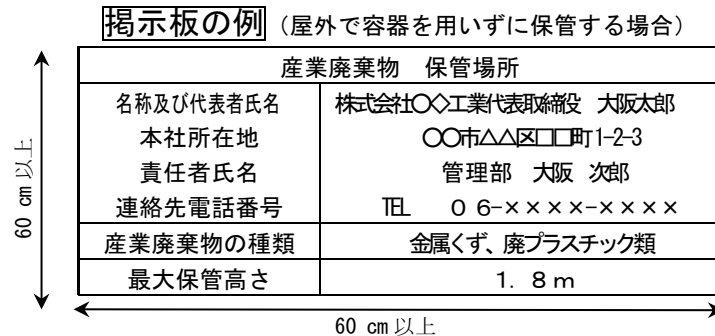 掲示板の例（屋外で容器を用いずに保管する場合）
産業廃棄物　保管場所
名称及び代表者氏名　株式会社〇◇工業代表取締役　大阪太郎
本社所在地　〇〇市△△区□□町1-2-3
責任者氏名　管理部　大阪　次郎
連絡先電話番号　TEL　０６-××××-××××
産業廃棄物の種類　金属くず、廃プラスチック類
最大保管高さ　１．８ｍ
60 cm 以上
60 cm 以上